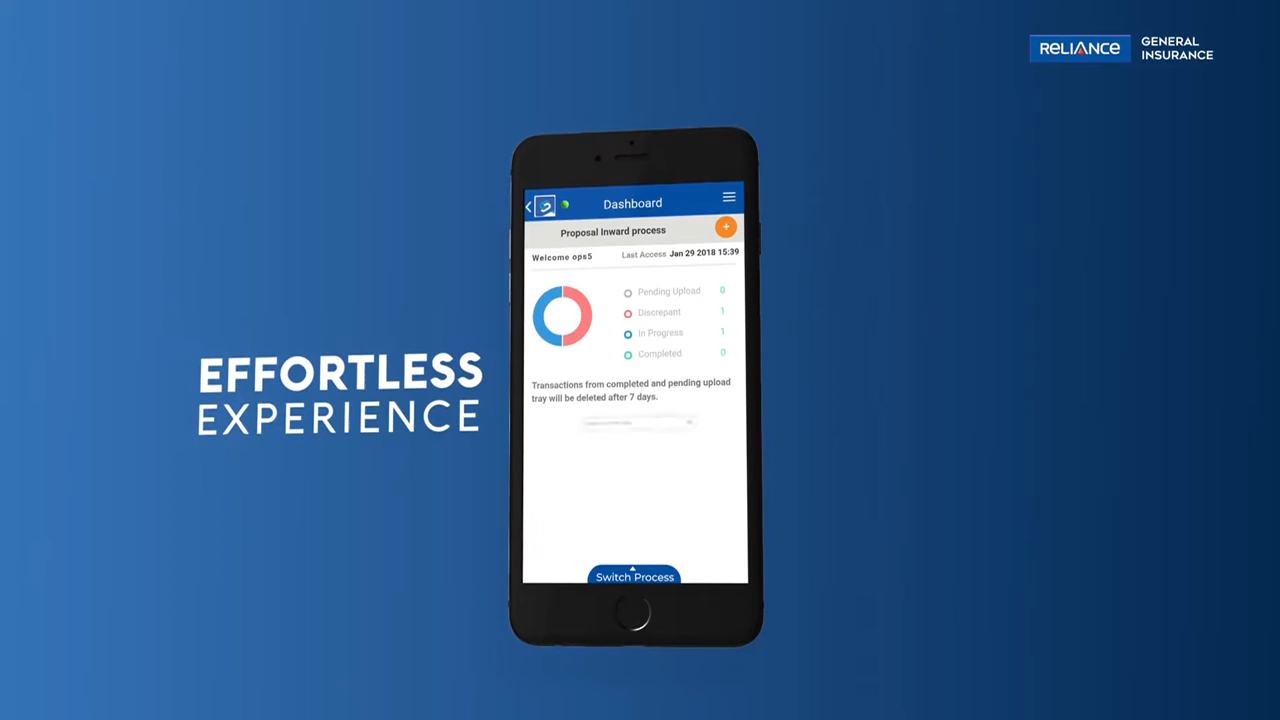 RELIANCE
GENERAL
INSURANCE
Dashboard
Proposal Inward process
+
Welcome ops5
Last Access Jan 29 2018 15:39
Pending Upload 0
Discrepant 1
In Progress 1
Completed 0
Transactions from completed and pending upload
tray will be deleted after 7 days.
Switch Process
EFFORTLESS
EXPERIENCE